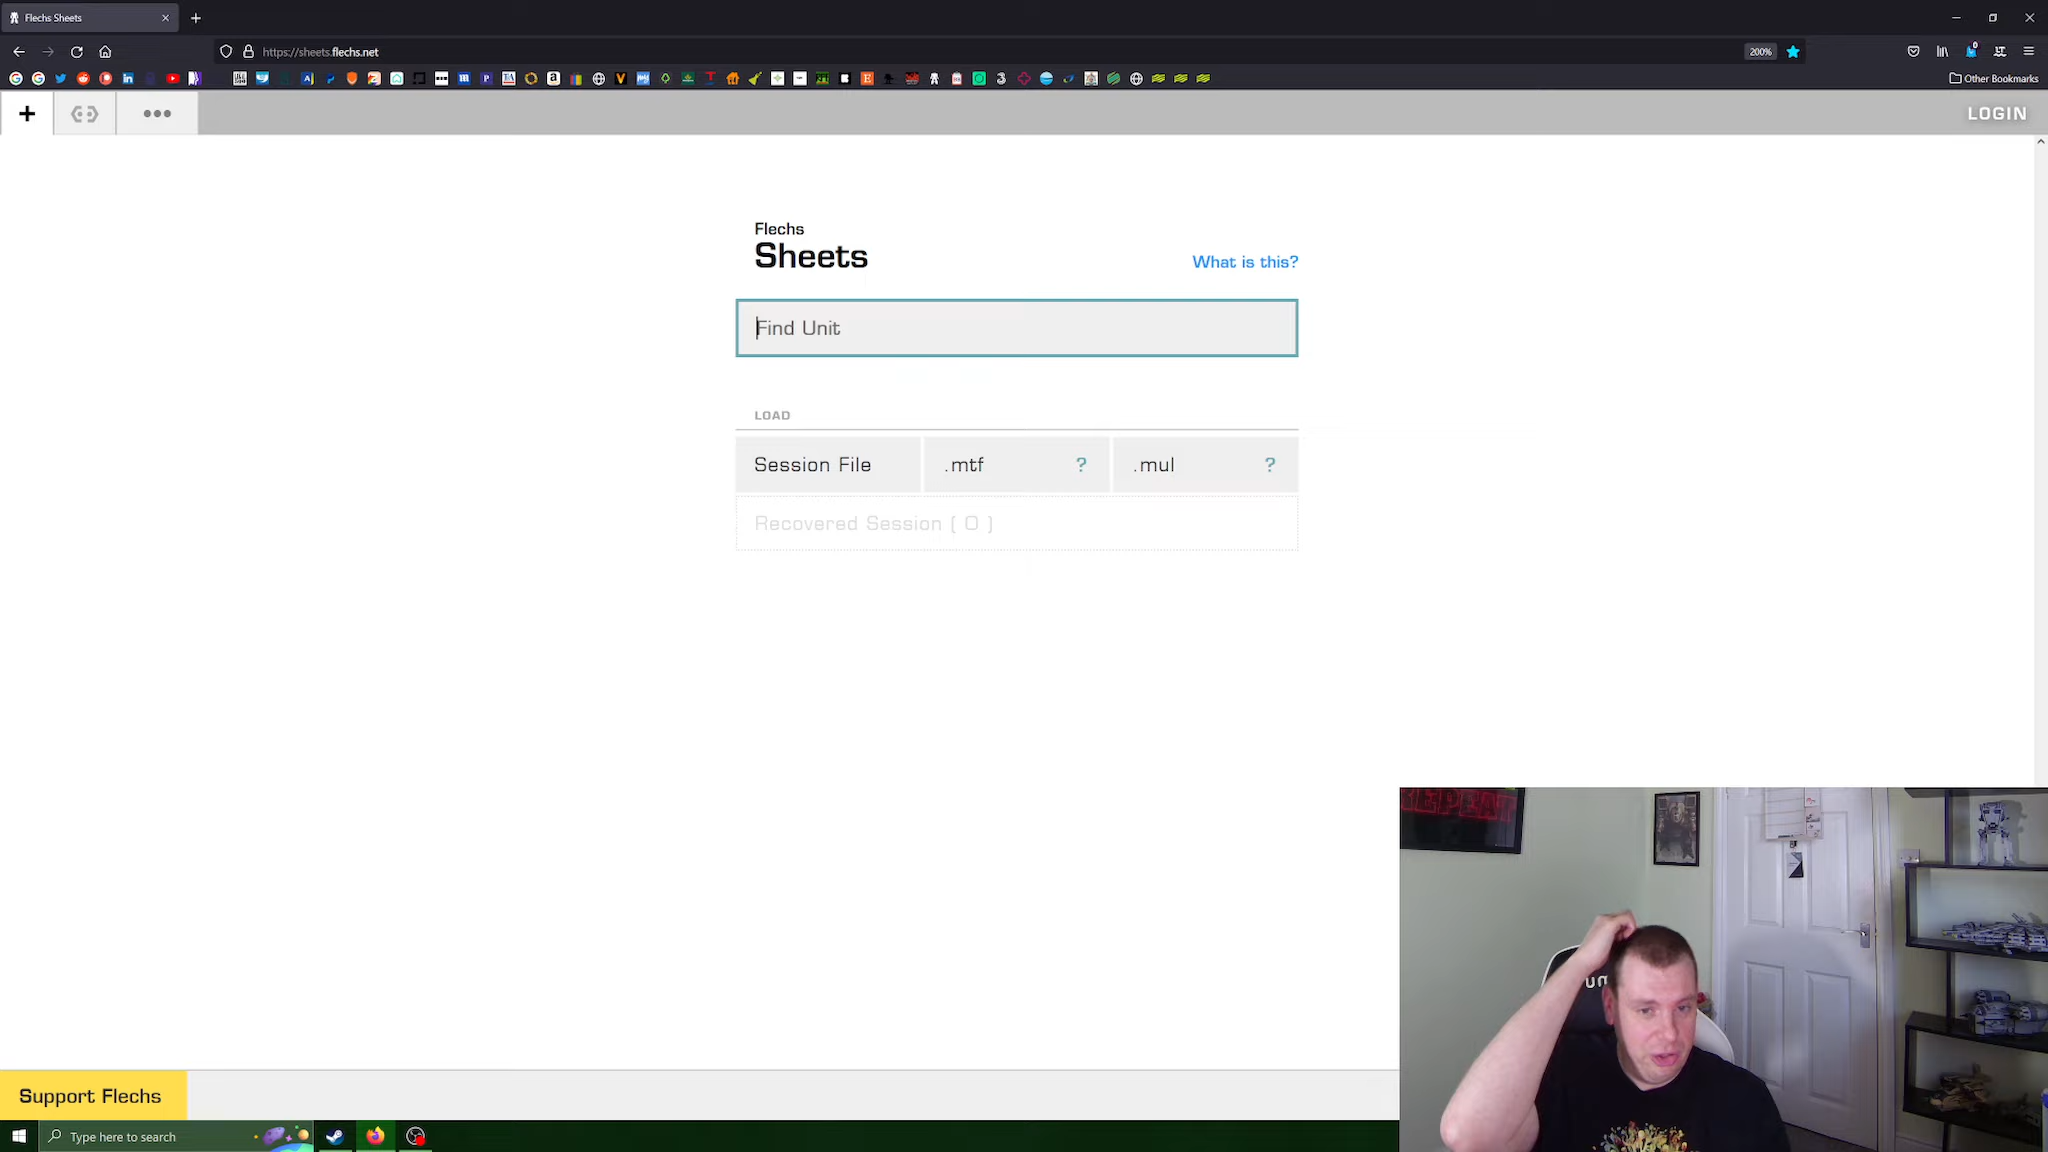 Flechs Sheets
https://sheets.flechs.net
200%
Other Bookmarks
LOGIN
Flechs
Sheets
What is this?
Find Unit
LOAD
Session File
.mtf
?
.mul
?
Recovered Session ( 0 )
REPEAT
Support Flechs
Type here to search